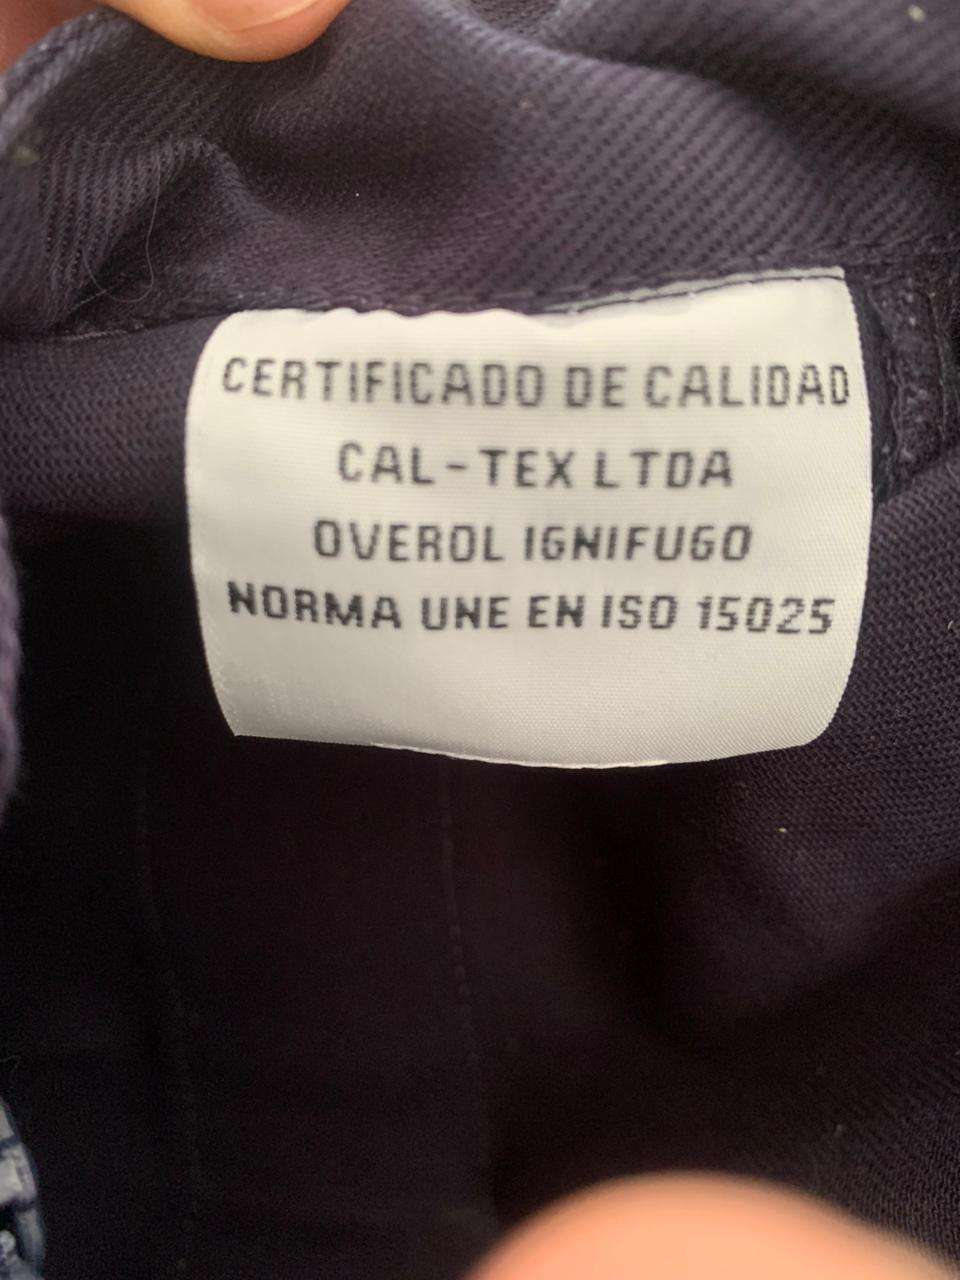 CERTIFICADO DE CALIDAD
CAL-TEX LTDA
OVEROL IGNIFUGO
NORMA UNE EN ISO 15025